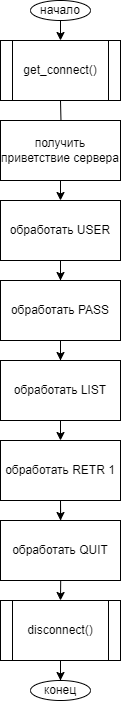 начало
get_connect()
получить
приветствие сервера
обработать USER
обработать PASS
обработать LIST
обработать RETR 1
обработать QUIT
disconnect()
конец